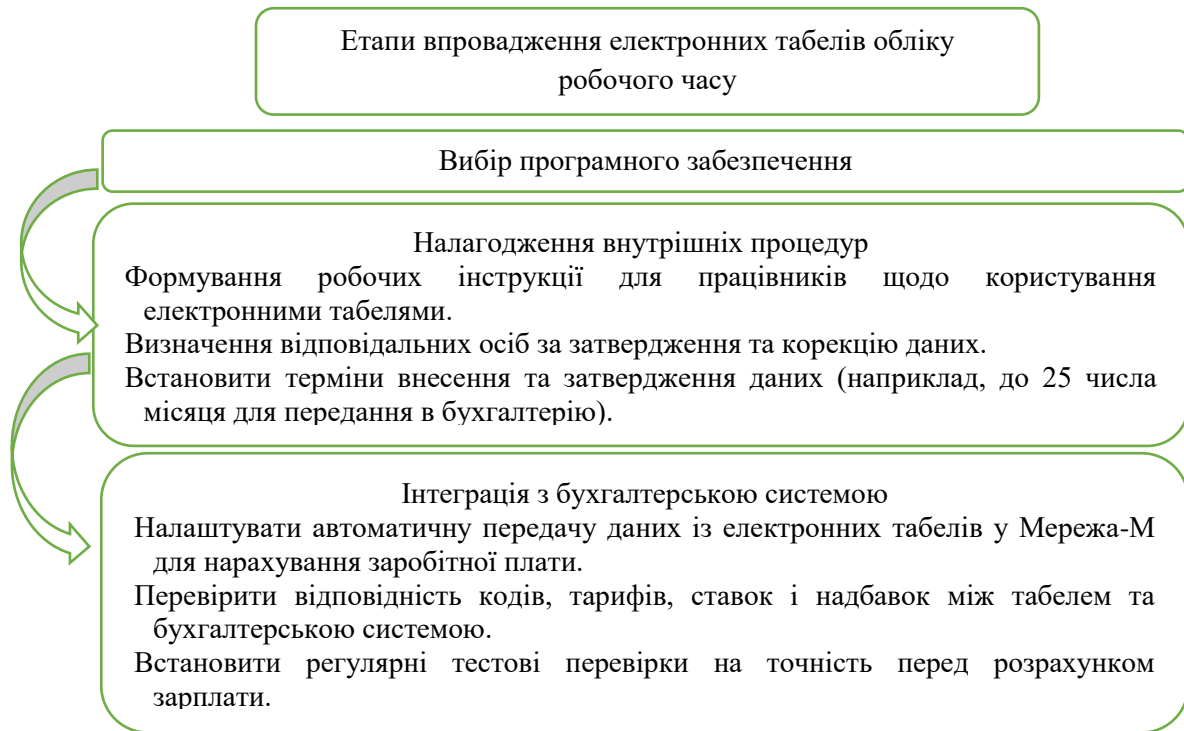 Етапи впровадження електронних табелів обліку
робочого часу
Вибір програмного забезпечення
Налагодження внутрішніх процедур
Формування робочих інструкції для працівників щодо користування
електронними табелями.
Визначення відповідальних осіб за затвердження та корекцію даних.
Встановити терміни внесення та затвердження даних (наприклад, до 25 числа
місяця для передання в бухгалтерію).
Інтеграція з бухгалтерською системою
Налаштувати автоматичну передачу даних із електронних табелів у Мережа-М
для нарахування заробітної плати.
Перевірити відповідність кодів, тарифів, ставок і надбавок між табелем та
бухгалтерською системою.
Встановити регулярні тестові перевірки на точність перед розрахунком
зарплати.